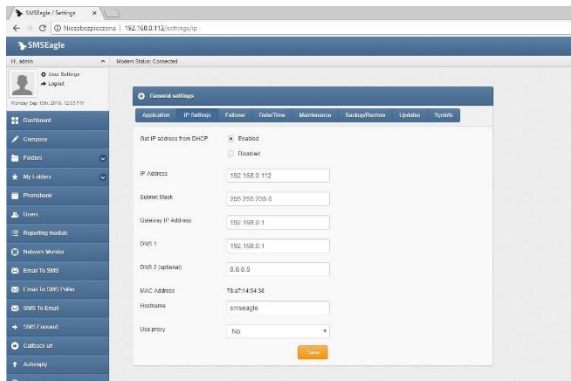 SMSEagle / Settings
Niezabezpieczona | 192.168.0.112/settings/ip
SMSEagle
Hi, admin
Modem Status: Connected
User Settings
Logout
General settings
Application IP Settings Failover Date/Time Maintenance Backup/Restore Updates Sysinfo
Dashboard
Compose
Folders
My Folders
Phonebook
Users
Reporting module
Network Monitor
Email To SMS
Email To SMS Poller
SMS To Email
SMS Forward
Callback url
Autoreply
Get IP address from DHCP
Enabled
Disabled
IP Address
192.168.0.112
Subnet Mask
255.255.255.0
Gateway IP Address
192.168.0.1
DNS 1
192.168.0.1
DNS 2 (optional)
MAC Address
Hostname
smseagle
Use proxy
No